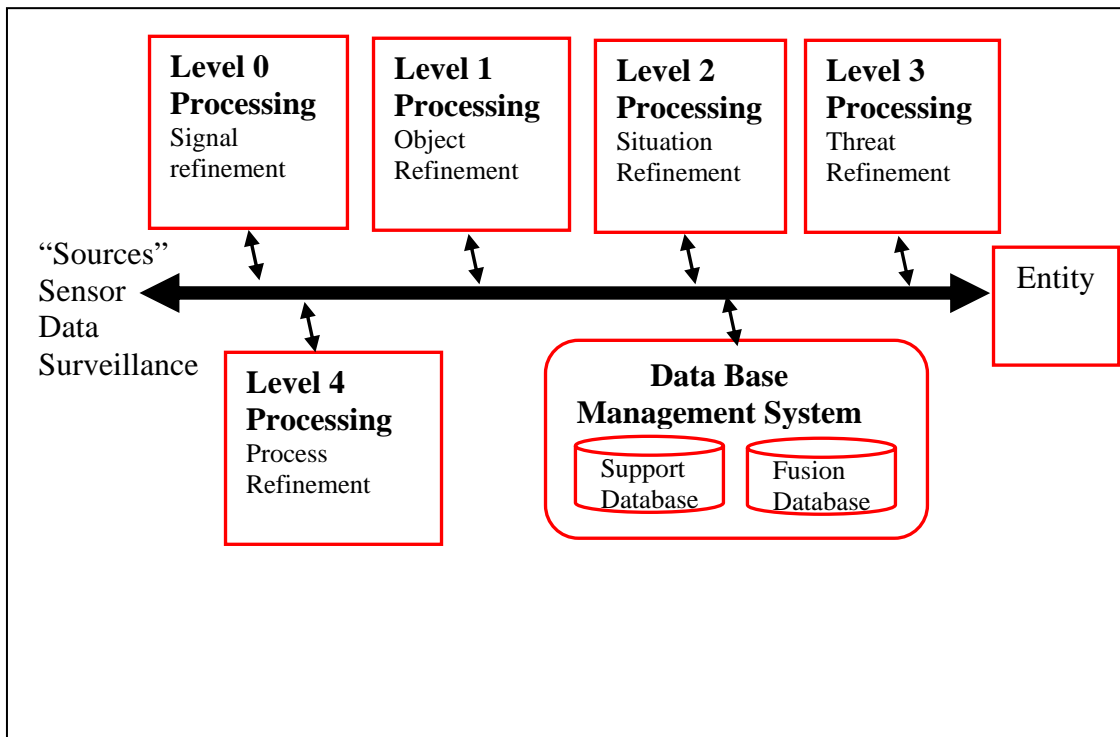 Level 0
Processing
Signal
refinement
Level 1
Processing
Object
Refinement
Level 2
Processing
Situation
Refinement
Level 3
Processing
Threat
Refinement
“Sources”
Sensor
Data
Surveillance
Entity
Level 4
Processing
Process
Refinement
Data Base
Management System
Support
Database
Fusion
Database